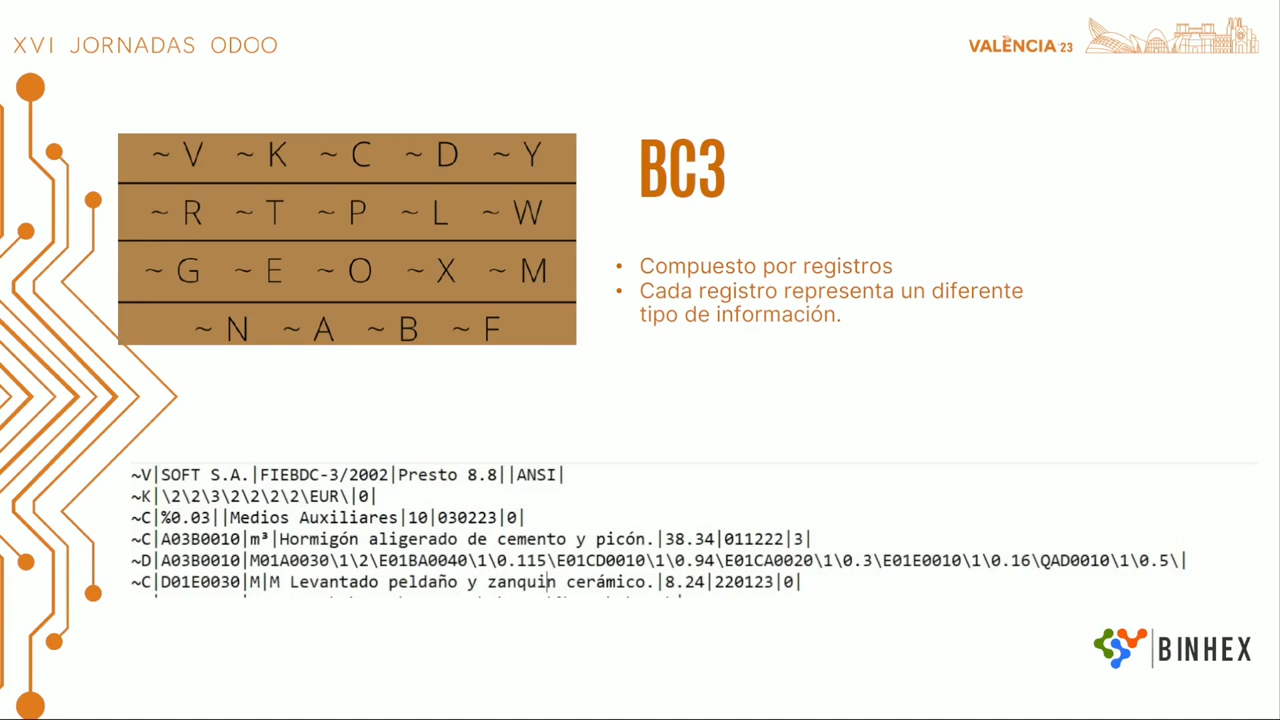 XVI JORNADAS ODOO
VALÈNCIA '23
~ V ~ K ~ C ~ D ~ Y
~ R ~ T ~ P ~ L ~ W
~ G ~ E ~ O ~ X ~ M
~ N ~ A ~ B ~ F
BC3
• Compuesto por registros
• Cada registro representa un diferente
tipo de información.
~V|SOFT S.A.|FIEBDC-3/2002|Presto 8.8||ANSI|
~K|\2\2\3\2\2\2\2\EUR\|0|
~C|%0.03||Medios Auxiliares|10|030223|0|
~C|A03B0010|m³|Hormigón aligerado de cemento y picón.|38.34|011222|3|
~D|A03B0010|M01A0030\1\2\E01BA0040\1\0.115\E01CD0010\1\0.94\E01CA0020\1\0.3\E01E0010\1\0.16\QAD0010\1\0.5\|
~C|D01E0030|M|M Levantado peldaño y zanquin cerámico.|8.24|220123|0|
BINHEX